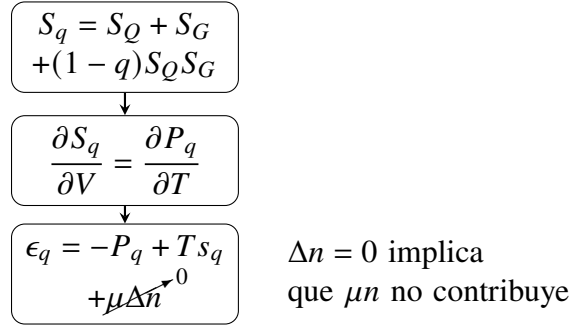 S_q = S_Q + S_G
+(1 − q)S_Q S_G
∂S_q/∂V = ∂P_q/∂T
ϵ_q = −P_q + T s_q
+μΔn 0
Δn = 0 implica
que μn no contribuye